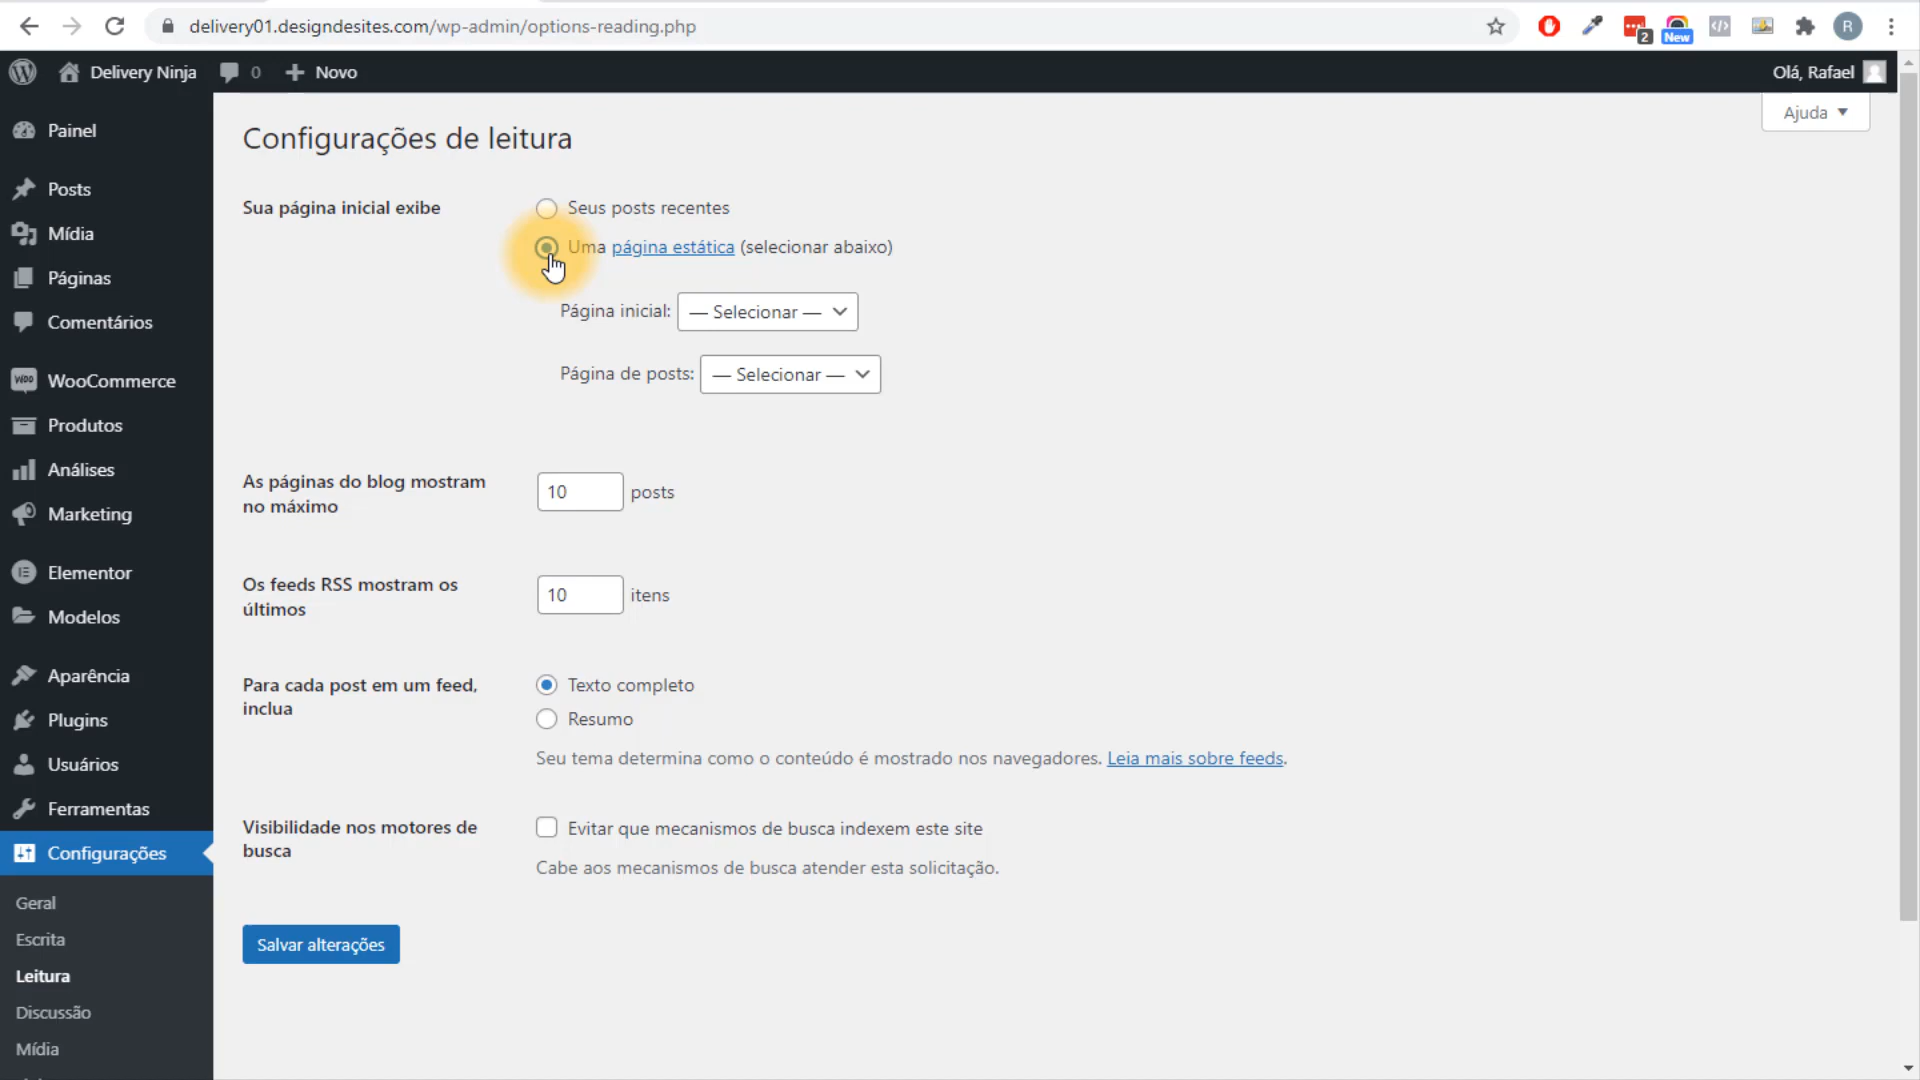 delivery01.designdesites.com/wp-admin/options-reading.php
2
New
R
Delivery Ninja
0
Novo
Olá, Rafael
Ajuda
Painel
Posts
Mídia
Páginas
Comentários
WooCommerce
Produtos
Análises
Marketing
Elementor
Modelos
Aparência
Plugins
Usuários
Ferramentas
Configurações
Geral
Escrita
Leitura
Discussão
Mídia
Configurações de leitura
Sua página inicial exibe
Seus posts recentes
Uma página estática (selecionar abaixo)
Página inicial: — Selecionar —
Página de posts: — Selecionar —
As páginas do blog mostram
no máximo
10 posts
Os feeds RSS mostram os
últimos
10 itens
Para cada post em um feed,
inclua
Texto completo
Resumo
Seu tema determina como o conteúdo é mostrado nos navegadores. Leia mais sobre feeds.
Visibilidade nos motores de
busca
Evitar que mecanismos de busca indexem este site
Cabe aos mecanismos de busca atender esta solicitação.
Salvar alterações